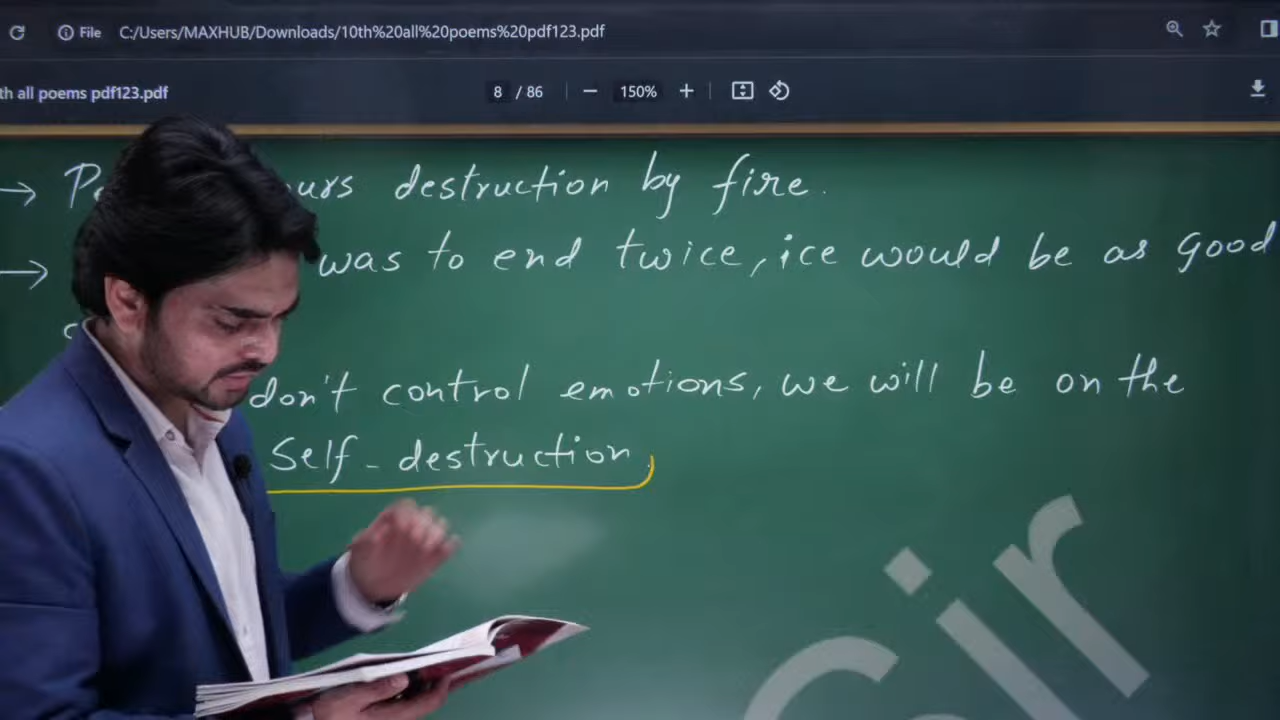 File C:/Users/MAXHUB/Downloads/10th%20all%20poems%20pdf123.pdf
th all poems pdf123.pdf 8 / 86 150%
→ urs destruction by fire.
→ was to end twice, ice would be as good
don't control emotions, we will be on the
Self-destruction.
Sir